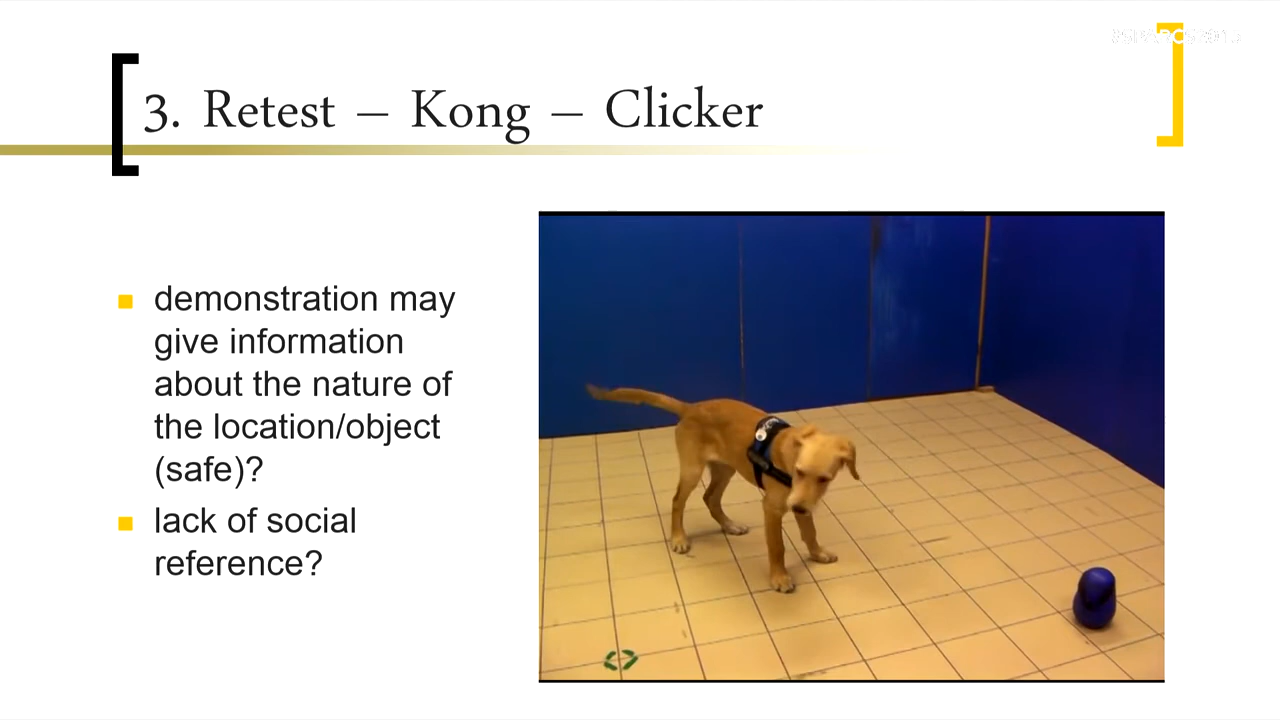 3. Retest – Kong – Clicker
demonstration may
give information
about the nature of
the location/object
(safe)?
lack of social
reference?